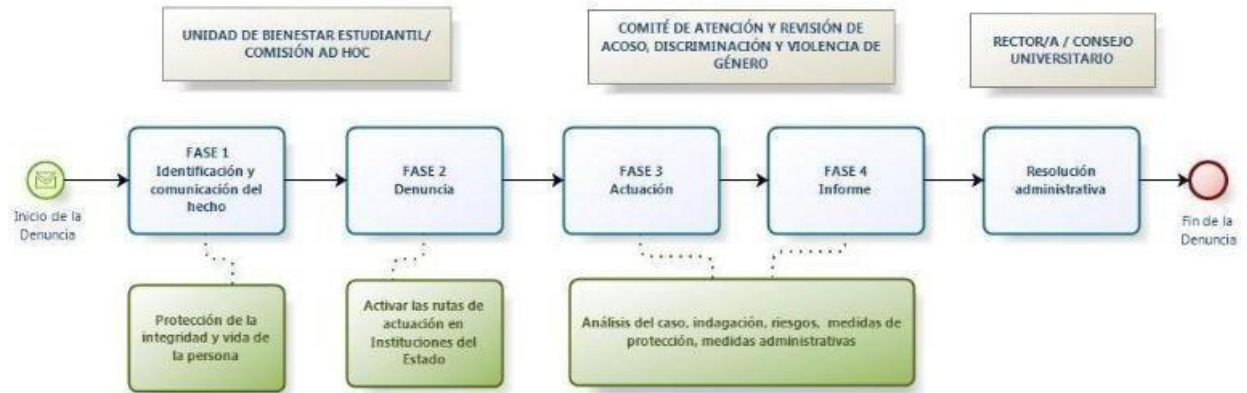 UNIDAD DE BIENESTAR ESTUDIANTIL/
COMISIÓN AD HOC
COMITÉ DE ATENCIÓN Y REVISIÓN DE
ACOSO, DISCRIMINACIÓN Y VIOLENCIA DE
GÉNERO
RECTOR/A / CONSEJO
UNIVERSITARIO
Inicio de la
Denuncia
FASE 1
Identificación y
comunicación del
hecho
FASE 2
Denuncia
FASE 3
Actuación
FASE 4
Informe
Resolución
administrativa
Fin de la
Denuncia
Protección de la
integridad y vida de
la persona
Activar las rutas de
actuación en
Instituciones del
Estado
Análisis del caso, indagación, riesgos, medidas de
protección, medidas administrativas